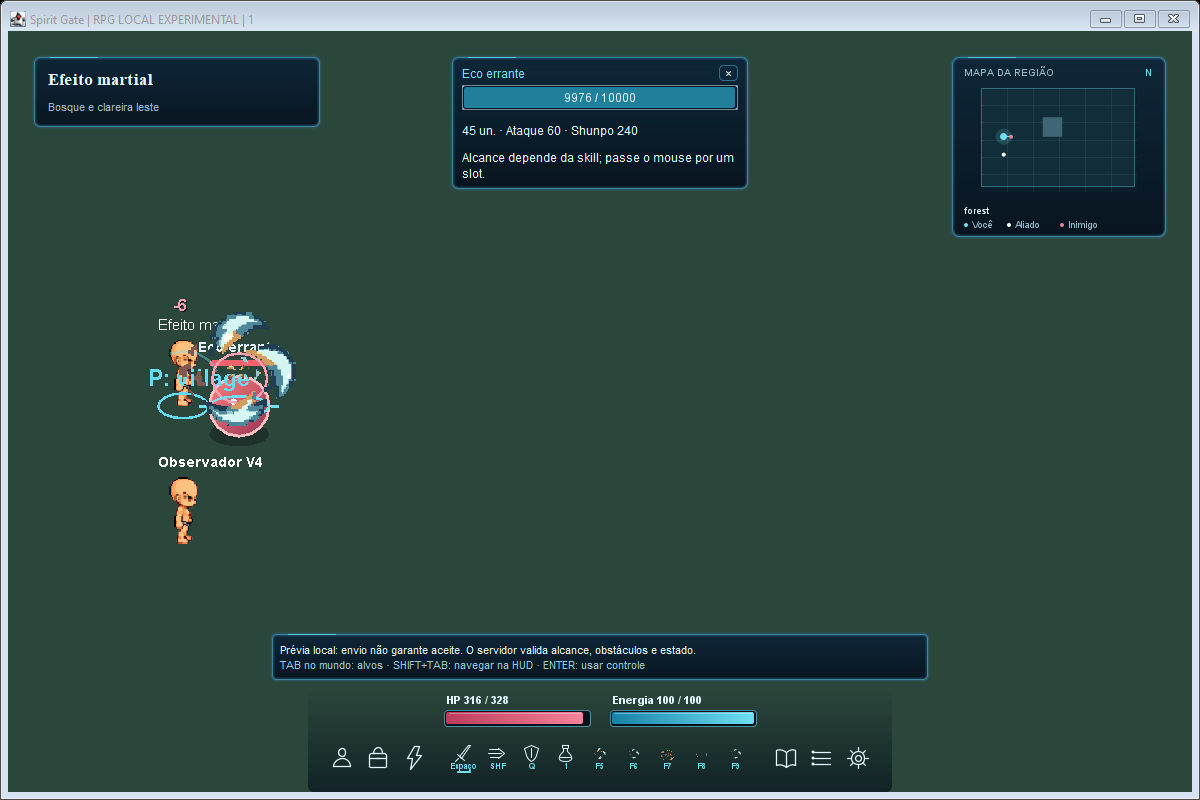 Spirit Gate | RPG LOCAL EXPERIMENTAL | 1
Efeito martial
Bosque e clareira leste
Eco errante
×
9976 / 10000
45 un. · Ataque 60 · Shunpo 240
Alcance depende da skill; passe o mouse por um
slot.
MAPA DA REGIÃO
N
forest
Você
Aliado
Inimigo
-6
Efeito
Eco errant
P: village
Observador V4
Prévia local: envio não garante aceite. O servidor valida alcance, obstáculos e estado.
TAB no mundo: alvos · SHIFT+TAB: navegar na HUD · ENTER: usar controle
HP 316 / 328
Energia 100 / 100
Espaço
SHF
Q
1
F5
F6
F7
F8
F9